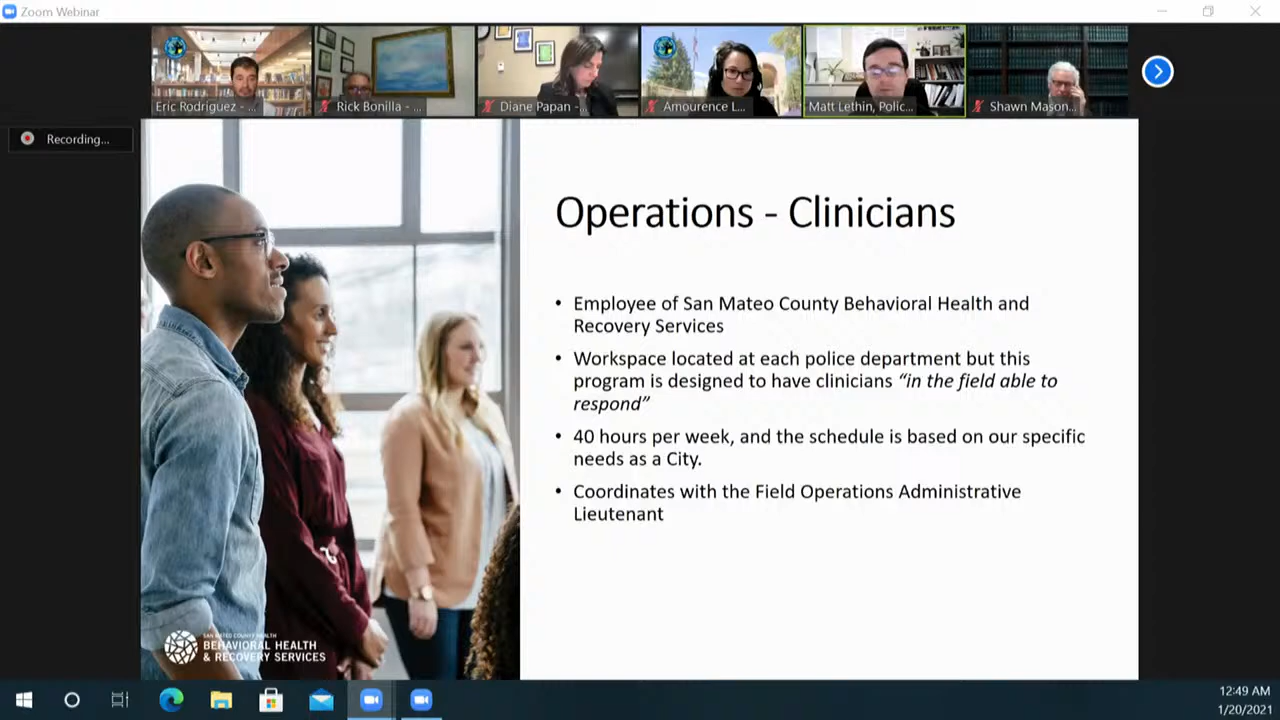 Zoom Webinar
Eric Rodriguez - ...
Rick Bonilla - ...
Diane Papan - ...
Amourence L...
Matt Lethin, Polic...
Shawn Mason...
Recording...
Operations - Clinicians
• Employee of San Mateo County Behavioral Health and
Recovery Services
• Workspace located at each police department but this
program is designed to have clinicians “in the field able to
respond”
• 40 hours per week, and the schedule is based on our specific
needs as a City.
• Coordinates with the Field Operations Administrative
Lieutenant
SAN MATEO COUNTY HEALTH
BEHAVIORAL HEALTH
& RECOVERY SERVICES
12:49 AM
1/20/2021